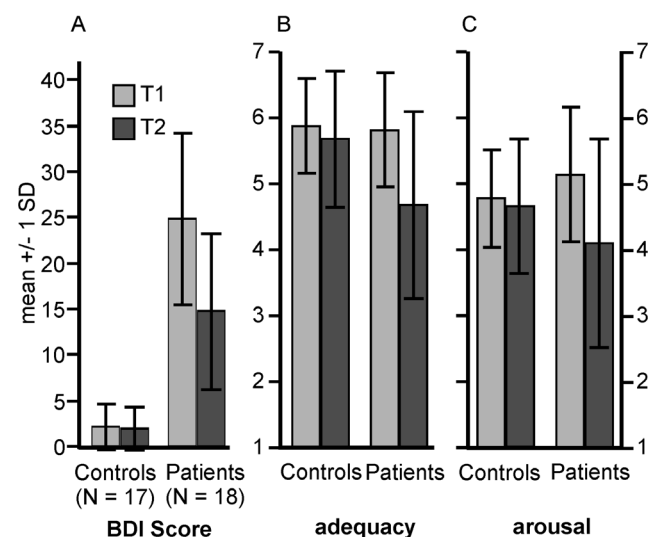 A
B
C
mean +/- 1 SD
40
35
30
25
20
15
10
5
0
T1
T2
7
6
5
4
3
2
1
7
6
5
4
3
2
1
Controls Patients
(N = 17) (N = 18)
BDI Score
Controls Patients
adequacy
Controls Patients
arousal